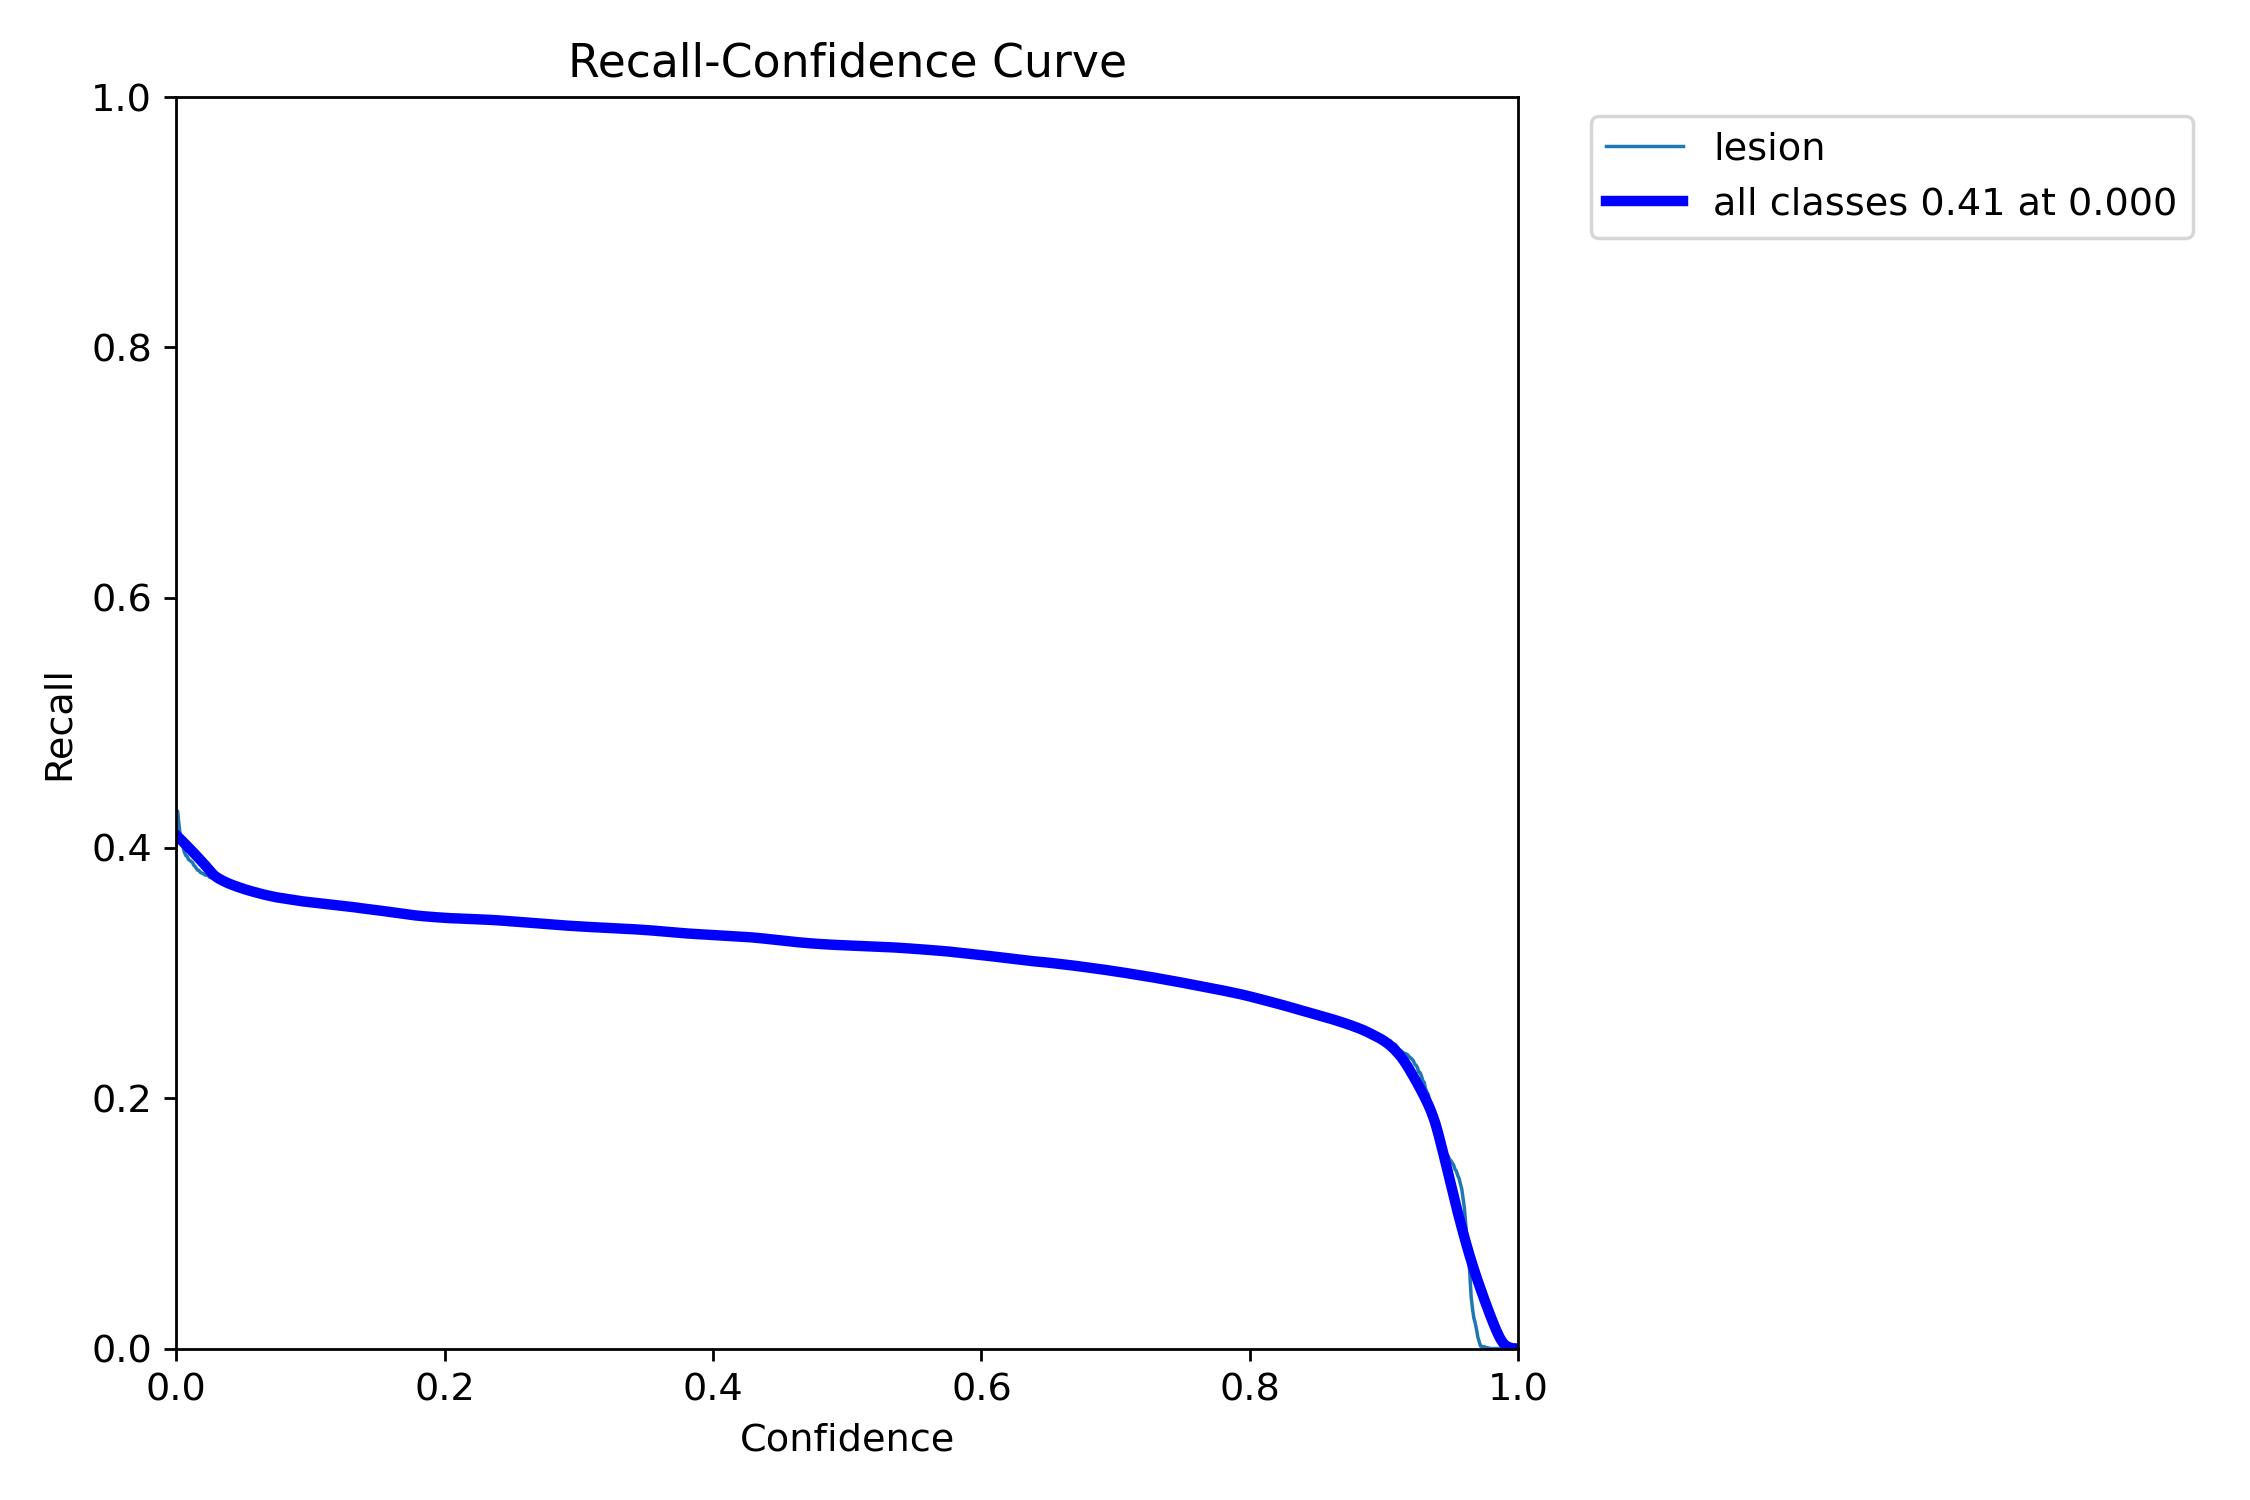 Recall-Confidence Curve
1.0
0.8
0.6
0.4
0.2
0.0
Recall
0.0 0.2 0.4 0.6 0.8 1.0
Confidence
lesion
all classes 0.41 at 0.000